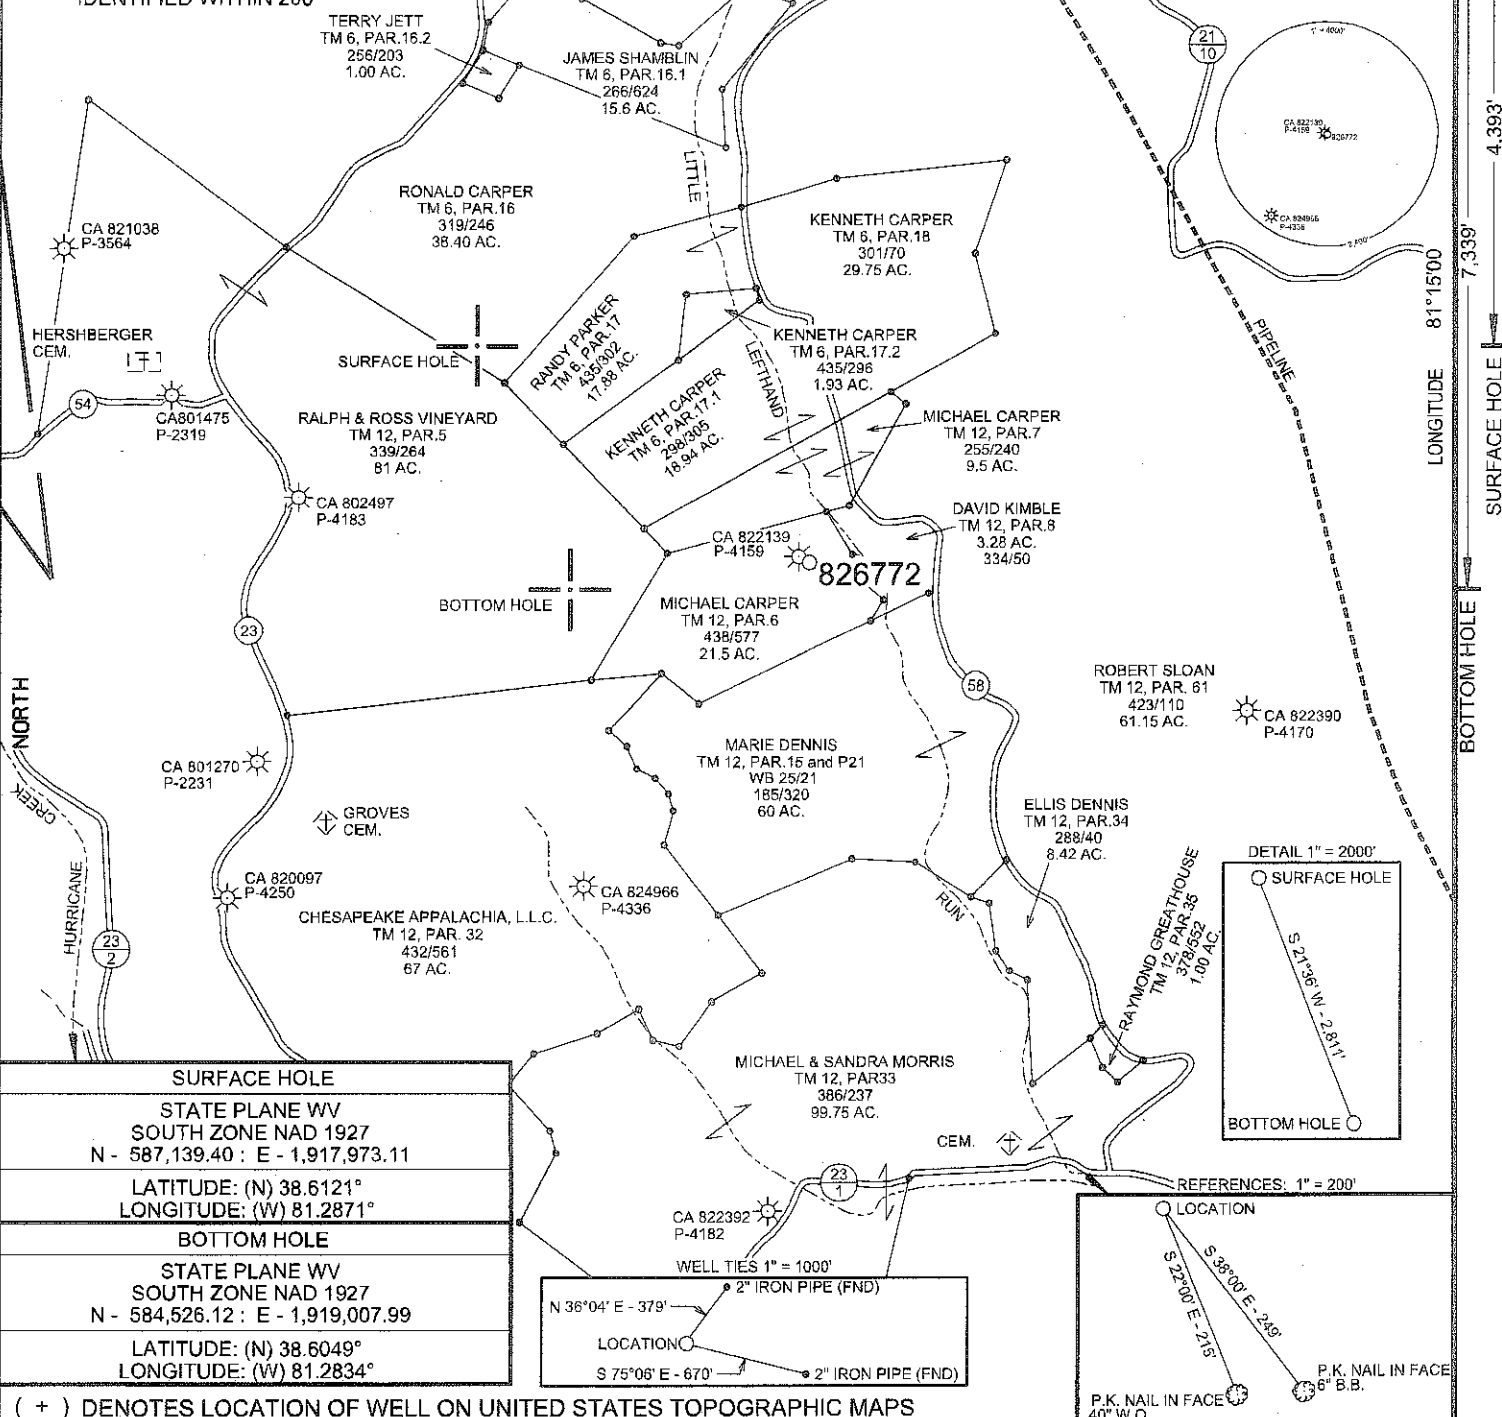 IDENTIFIED WITHIN 200'
TERRY JETT
TM 6, PAR.16.2
256/203
1.00 AC.
JAMES SHAMBLIN
TM 6, PAR.16.1
266/624
15.6 AC.
21
10
1" = 4000'
CA 822139
P-4159
826772
CA 824966
P-4336
CA 821038
P-3564
RONALD CARPER
TM 6, PAR.16
319/246
38.40 AC.
LITTLE
KENNETH CARPER
TM 6, PAR.18
301/70
29.75 AC.
4,393'
7,339'
81°15'00
LONGITUDE
SURFACE HOLE
BOTTOM HOLE
PIPELINE
HERSHBERGER
CEM.
SURFACE HOLE
RANDY PARKER
TM 6, PAR.17
435/302
17.88 AC.
KENNETH CARPER
TM 6, PAR.17.2
435/296
1.93 AC.
LEFTHAND
54
CA801475
P-2319
RALPH & ROSS VINEYARD
TM 12, PAR.5
339/264
81 AC.
KENNETH CARPER
TM 6, PAR.17.1
298/305
18.94 AC.
MICHAEL CARPER
TM 12, PAR.7
255/240
9.5 AC.
CA 802497
P-4183
DAVID KIMBLE
TM 12, PAR.8
3.28 AC.
334/50
CA 822139
P-4159
826772
BOTTOM HOLE
MICHAEL CARPER
TM 12, PAR.6
438/577
21.5 AC.
23
58
ROBERT SLOAN
TM 12, PAR. 61
423/110
61.15 AC.
CA 822390
P-4170
NORTH
CREEK
HURRICANE
CA 801270
P-2231
MARIE DENNIS
TM 12, PAR.15 and P21
WB 25/21
185/320
60 AC.
GROVES
CEM.
ELLIS DENNIS
TM 12, PAR.34
288/40
8.42 AC.
RAYMOND GREATHOUSE
TM 12, PAR.35
378/552
1.00 AC.
DETAIL 1" = 2000'
SURFACE HOLE
S 21°36' W - 2,811'
BOTTOM HOLE
CA 820097
P-4250
CA 824966
P-4336
RUN
CHESAPEAKE APPALACHIA, L.L.C.
TM 12, PAR. 32
432/561
67 AC.
23
2
MICHAEL & SANDRA MORRIS
TM 12, PAR33
386/237
99.75 AC.
CEM.
23
1
CA 822392
P-4182
SURFACE HOLE
STATE PLANE WV
SOUTH ZONE NAD 1927
N - 587,139.40 : E - 1,917,973.11
LATITUDE: (N) 38.6121°
LONGITUDE: (W) 81.2871°
BOTTOM HOLE
STATE PLANE WV
SOUTH ZONE NAD 1927
N - 584,526.12 : E - 1,919,007.99
LATITUDE: (N) 38.6049°
LONGITUDE: (W) 81.2834°
WELL TIES 1" = 1000'
2" IRON PIPE (FND)
N 36°04' E - 379'
LOCATION
S 75°06' E - 670'
2" IRON PIPE (FND)
REFERENCES: 1" = 200'
LOCATION
S 22°00' E - 215'
S 38°00' E - 249'
P.K. NAIL IN FACE
6" B.B.
P.K. NAIL IN FACE
40" W.O.
( + ) DENOTES LOCATION OF WELL ON UNITED STATES TOPOGRAPHIC MAPS